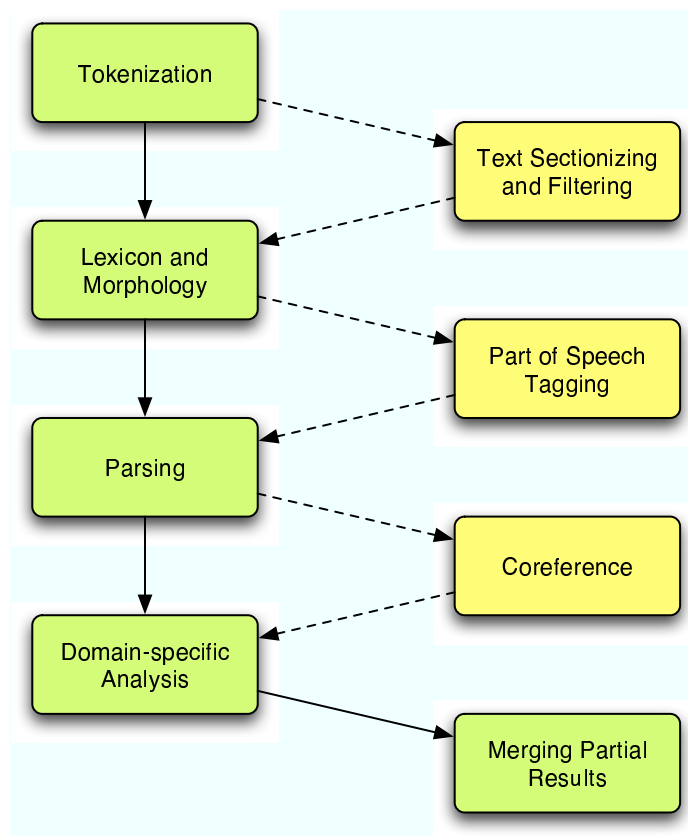 Tokenization
Text Sectionizing
and Filtering
Lexicon and
Morphology
Part of Speech
Tagging
Parsing
Coreference
Domain-specific
Analysis
Merging Partial
Results